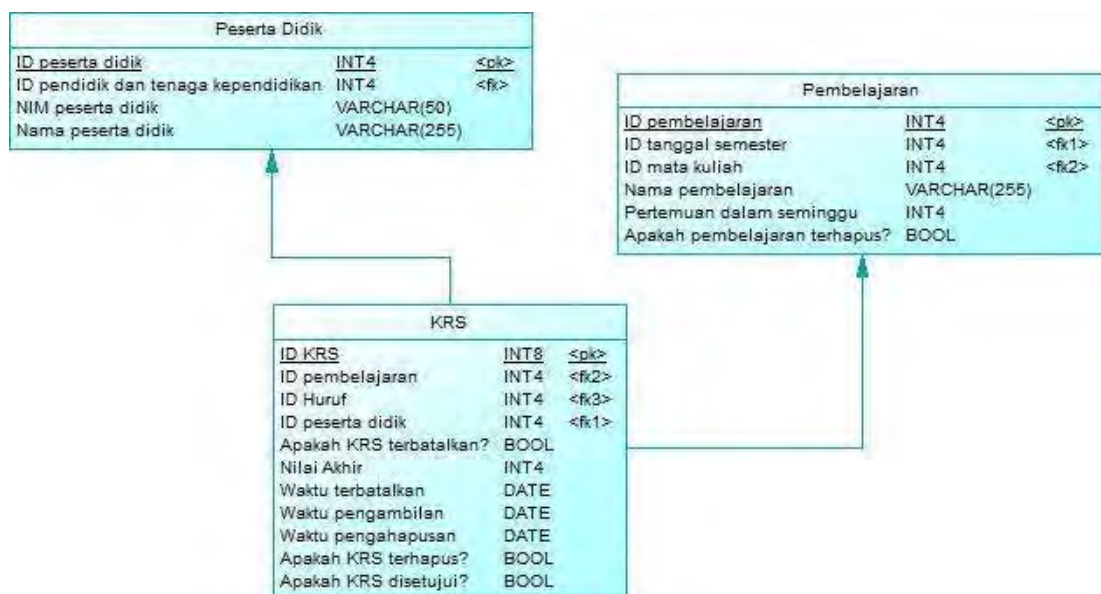 Peserta Didik
ID peserta didik INT4 <pk>
ID pendidik dan tenaga kependidikan INT4 <fk>
NIM peserta didik VARCHAR(50)
Nama peserta didik VARCHAR(255)
Pembelajaran
ID pembelajaran INT4 <pk>
ID tanggal semester INT4 <fk1>
ID mata kuliah INT4 <fk2>
Nama pembelajaran VARCHAR(255)
Pertemuan dalam seminggu INT4
Apakah pembelajaran terhapus? BOOL
KRS
ID KRS INT8 <pk>
ID pembelajaran INT4 <fk2>
ID Huruf INT4 <fk3>
ID peserta didik INT4 <fk1>
Apakah KRS terbatalkan? BOOL
Nilai Akhir INT4
Waktu terbatalkan DATE
Waktu pengambilan DATE
Waktu pengahapusan DATE
Apakah KRS terhapus? BOOL
Apakah KRS disetujui? BOOL